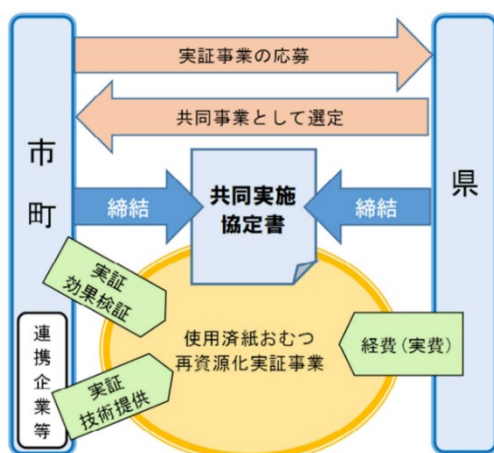 実証事業の応募
共同事業として選定
市町
県
締結
共同実施
協定書
締結
実証
効果検証
使用済紙おむつ
再資源化実証事業
経費(実費)
連携企業等
実証
技術提供